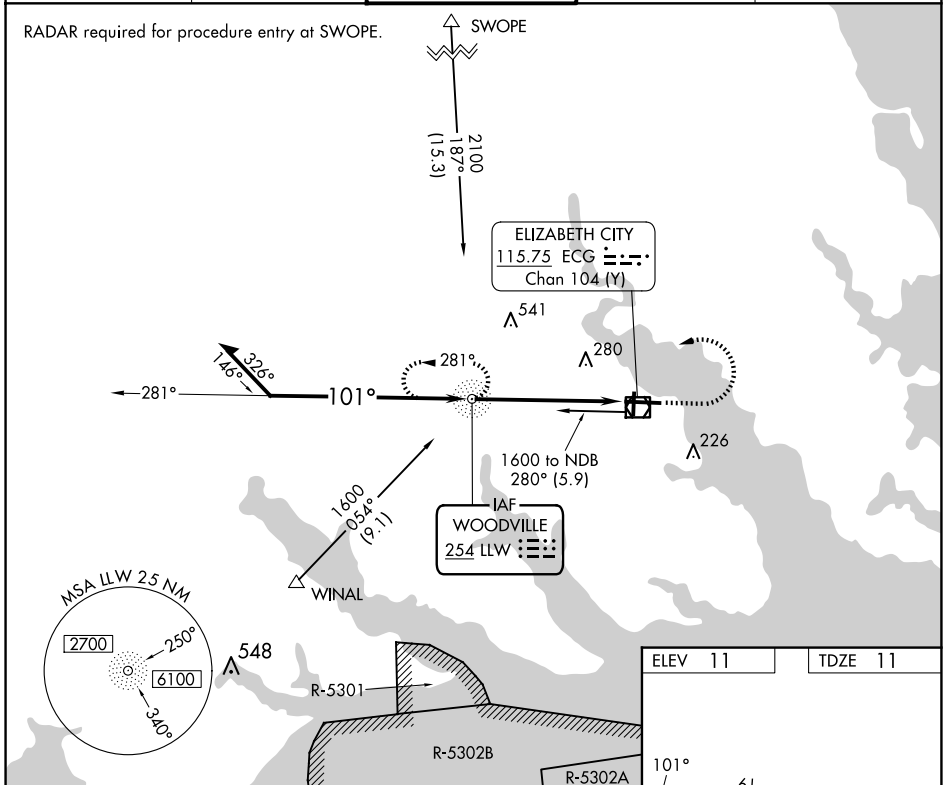 RADAR required for procedure entry at SWOPE.
SWOPE
2100
187°
(15.3)
ELIZABETH CITY
115.75 ECG
Chan 104 (Y)
541
280
326°
146°
281°
281°
101°
226
1600 to NDB
280° (5.9)
1600
054°
(9.1)
IAF
WOODVILLE
254 LLW
WINAL
MSA LLW 25 NM
2700
250°
6100
340°
548
R-5301
R-5302B
R-5302A
ELEV 11
TDZE 11
101°